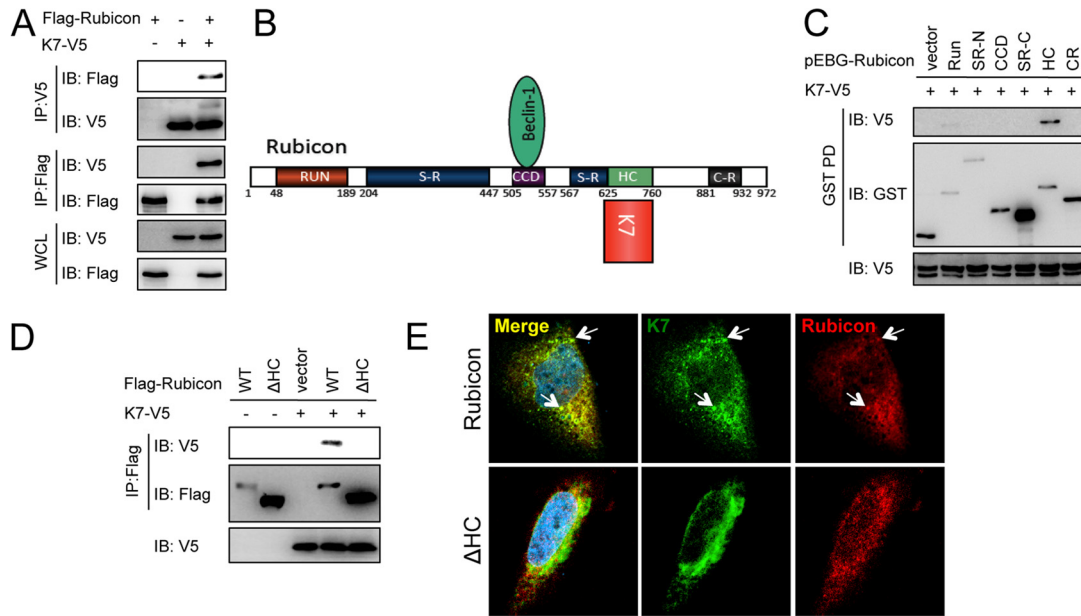 A
Flag-Rubicon + - +
K7-V5 - + +
IP:V5
IB: Flag
IB: V5
IP:Flag
IB: V5
IB: Flag
WCL
IB: V5
IB: Flag
B
Beclin-1
Rubicon
RUN S-R CCD S-R HC C-R
1 48 189 204 447 505 557 567 625 760 881 932 972
K7
C
pEBG-Rubicon vector Run SR-N CCD SR-C HC CR
K7-V5 + + + + + + +
GST PD
IB: V5
IB: GST
IB: V5
D
Flag-Rubicon WT ΔHC vector WT ΔHC
K7-V5 - - + + +
IP:Flag
IB: V5
IB: Flag
IB: V5
E
Merge K7 Rubicon
Rubicon
ΔHC